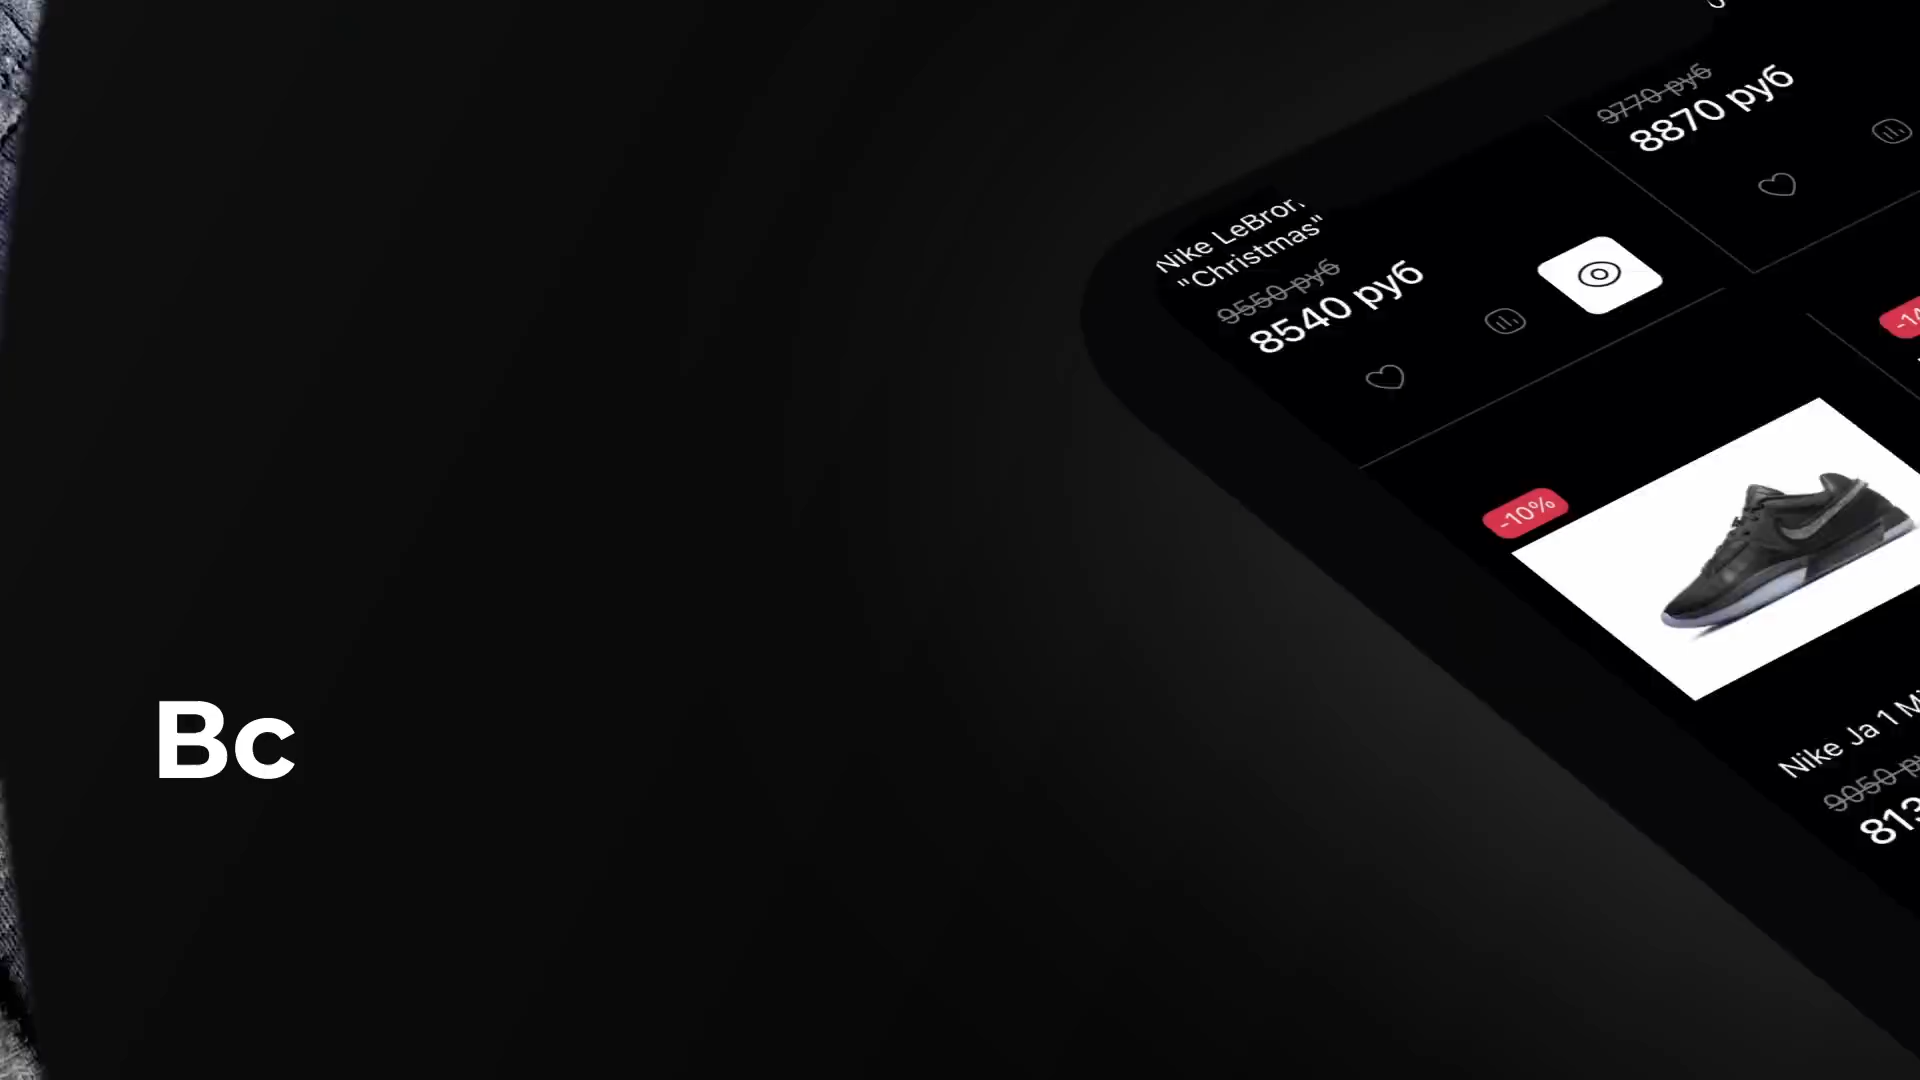 9770 руб
8870 руб
Nike LeBron
"Christmas"
9550 руб
8540 руб
-10%
Nike Ja 1
9050
Вс